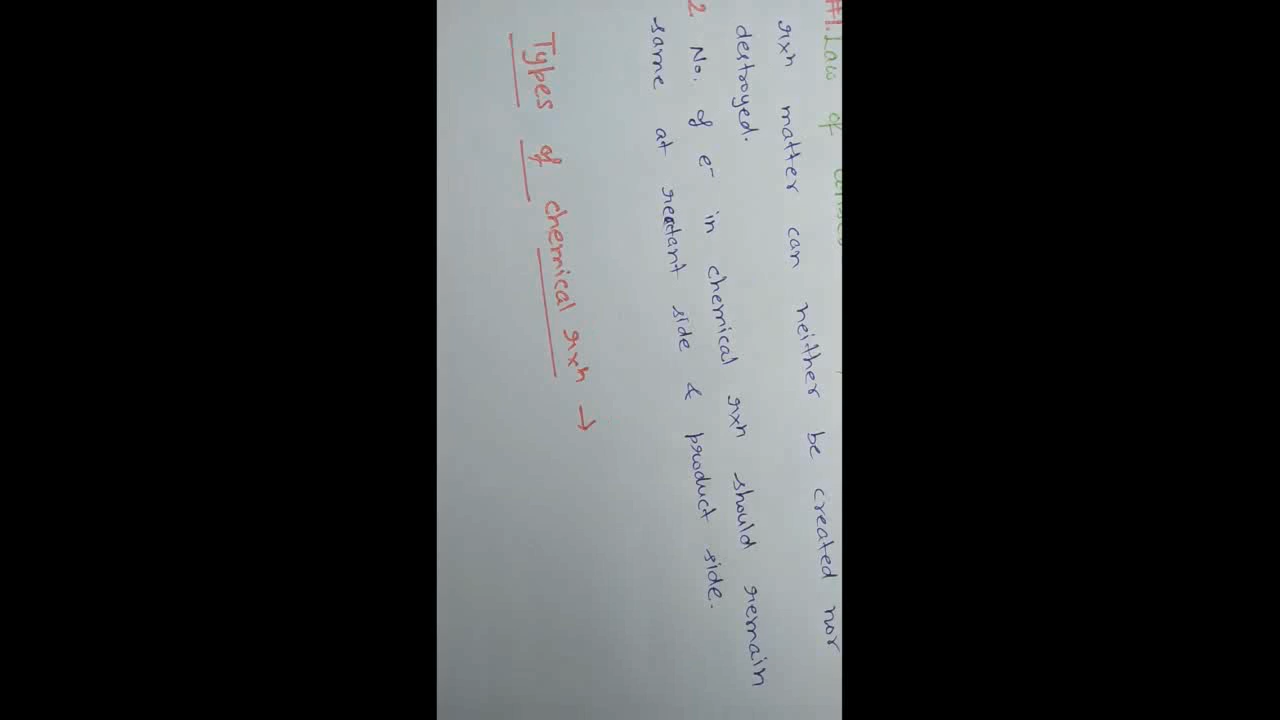 #1. Law of
rxn matter can neither be created nor
destroyed.
2. No. of e- in chemical rxn should remain
same at reatant side & product side.
Types of chemical rxn →